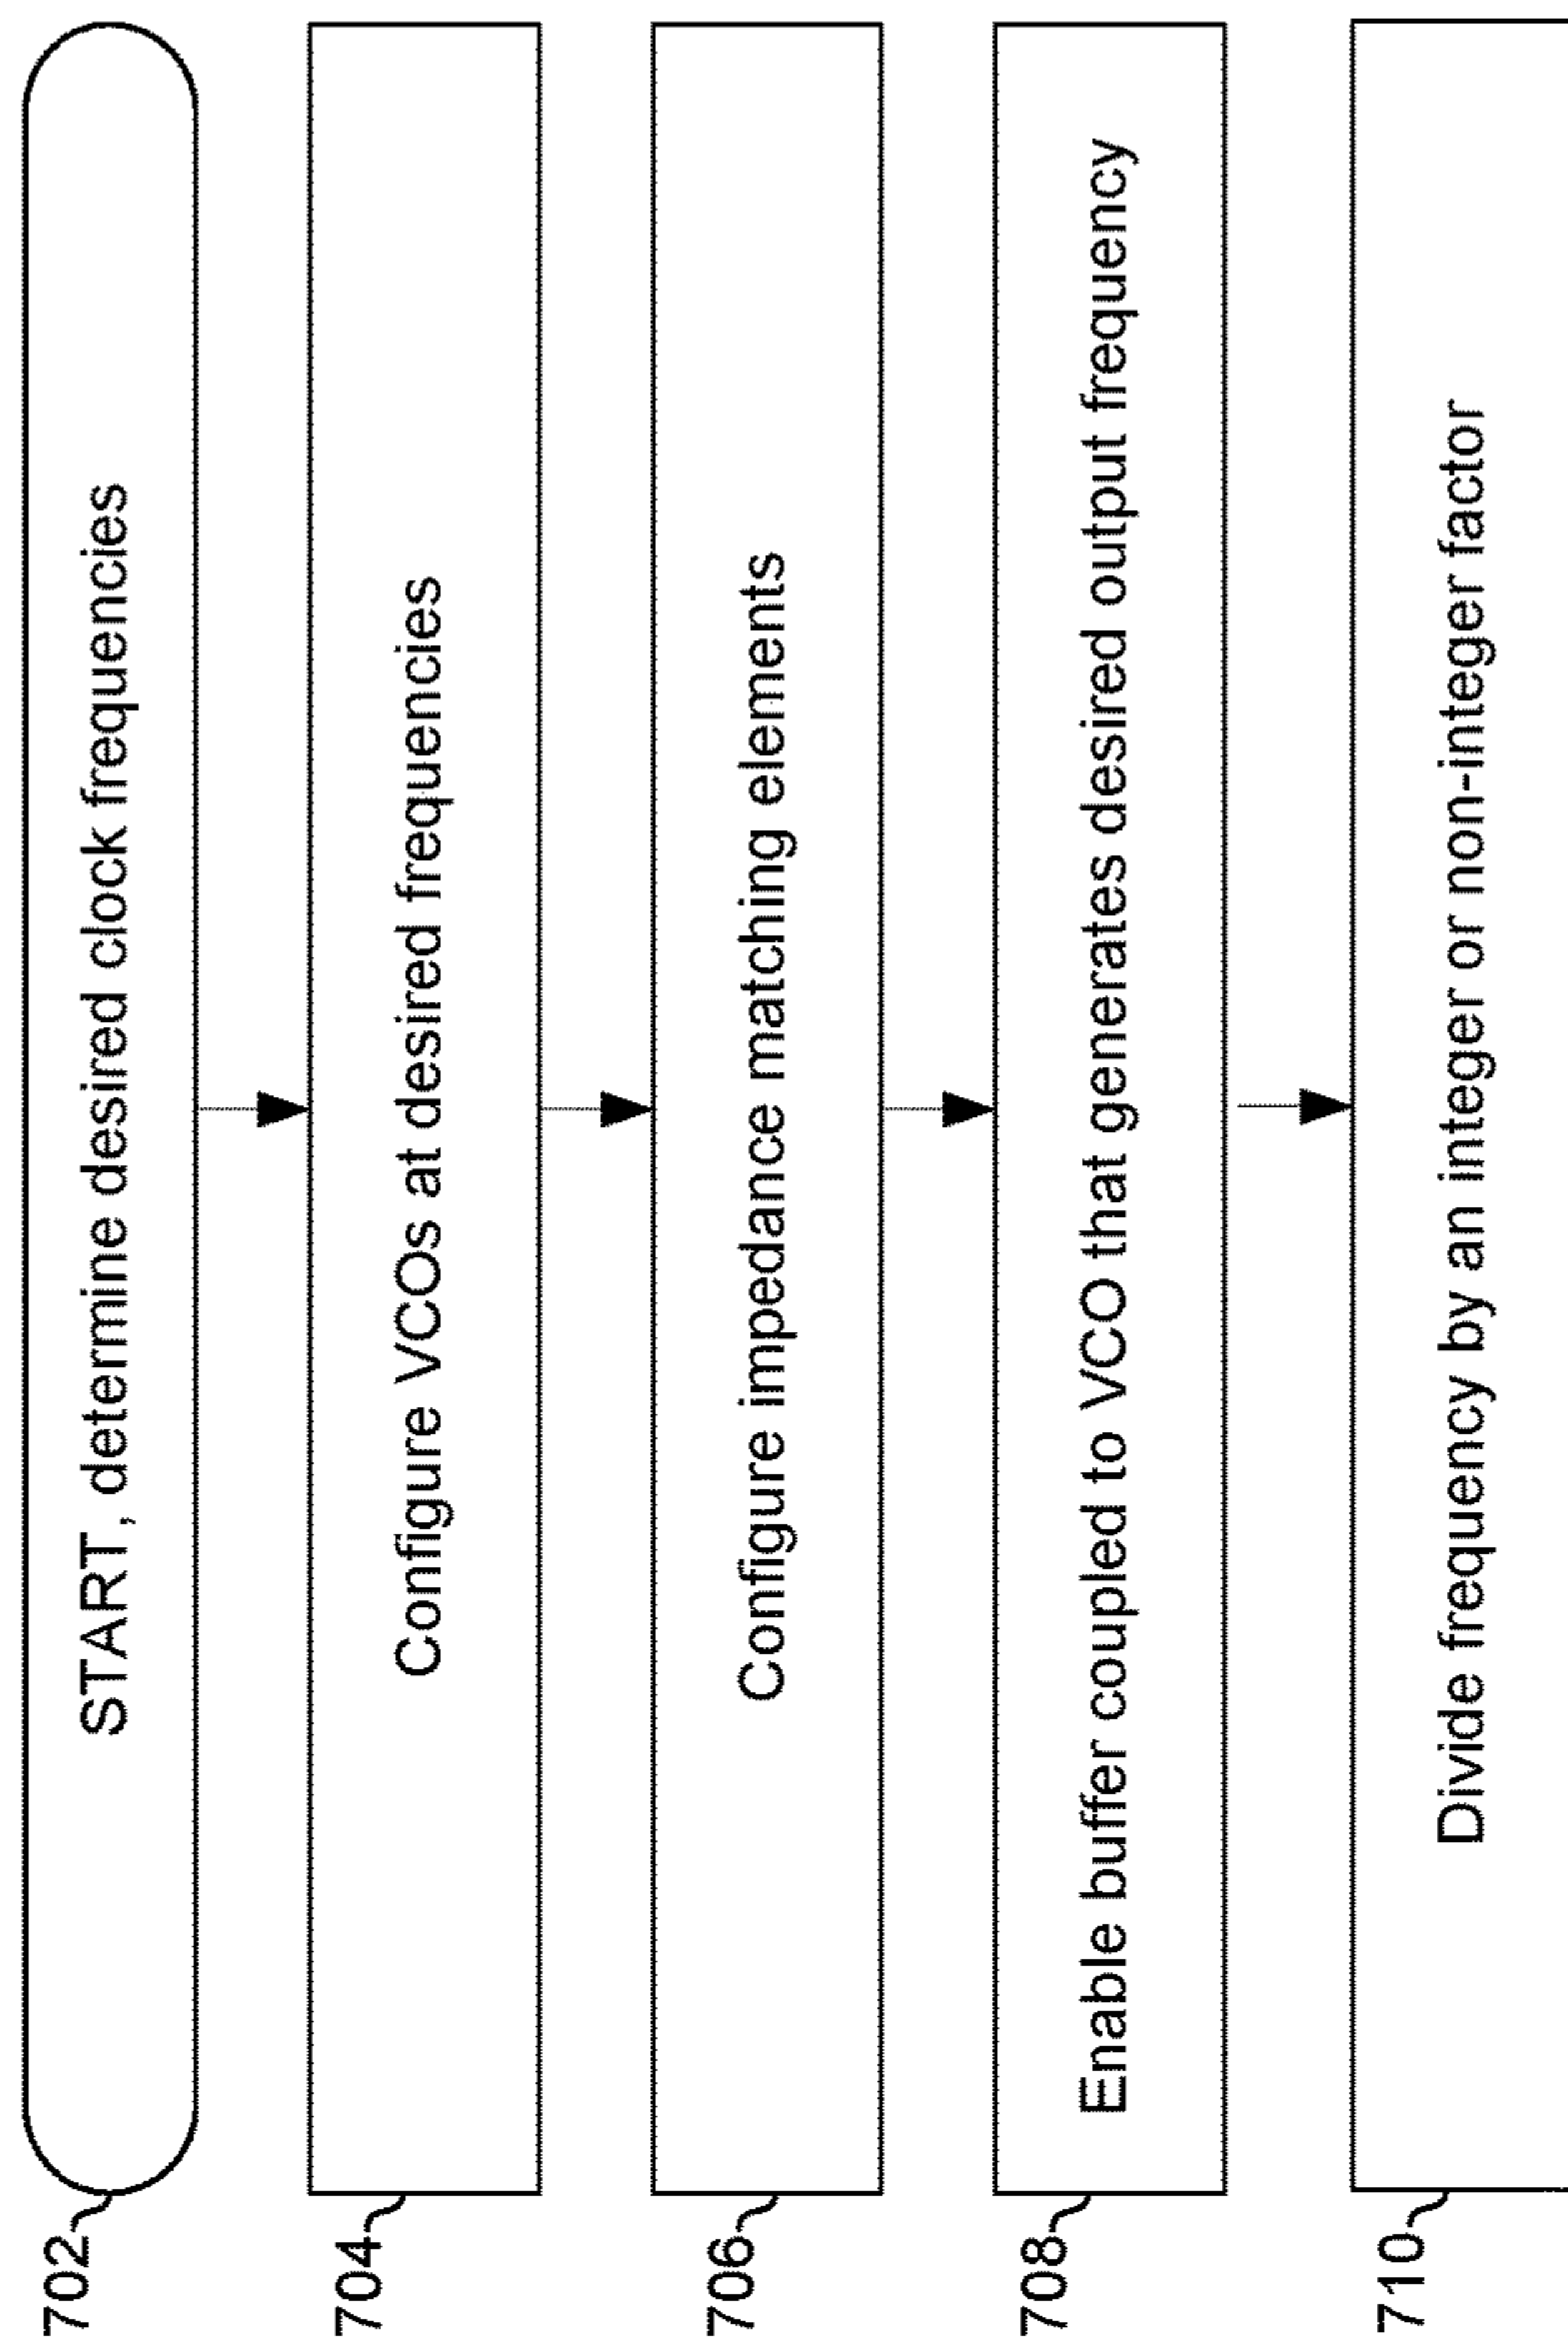 702
START, determine desired clock frequencies
704
Configure VCOs at desired frequencies
706
Configure impedance matching elements
708
Enable buffer coupled to VCO that generates desired output frequency
710
Divide frequency by an integer or non-integer factor